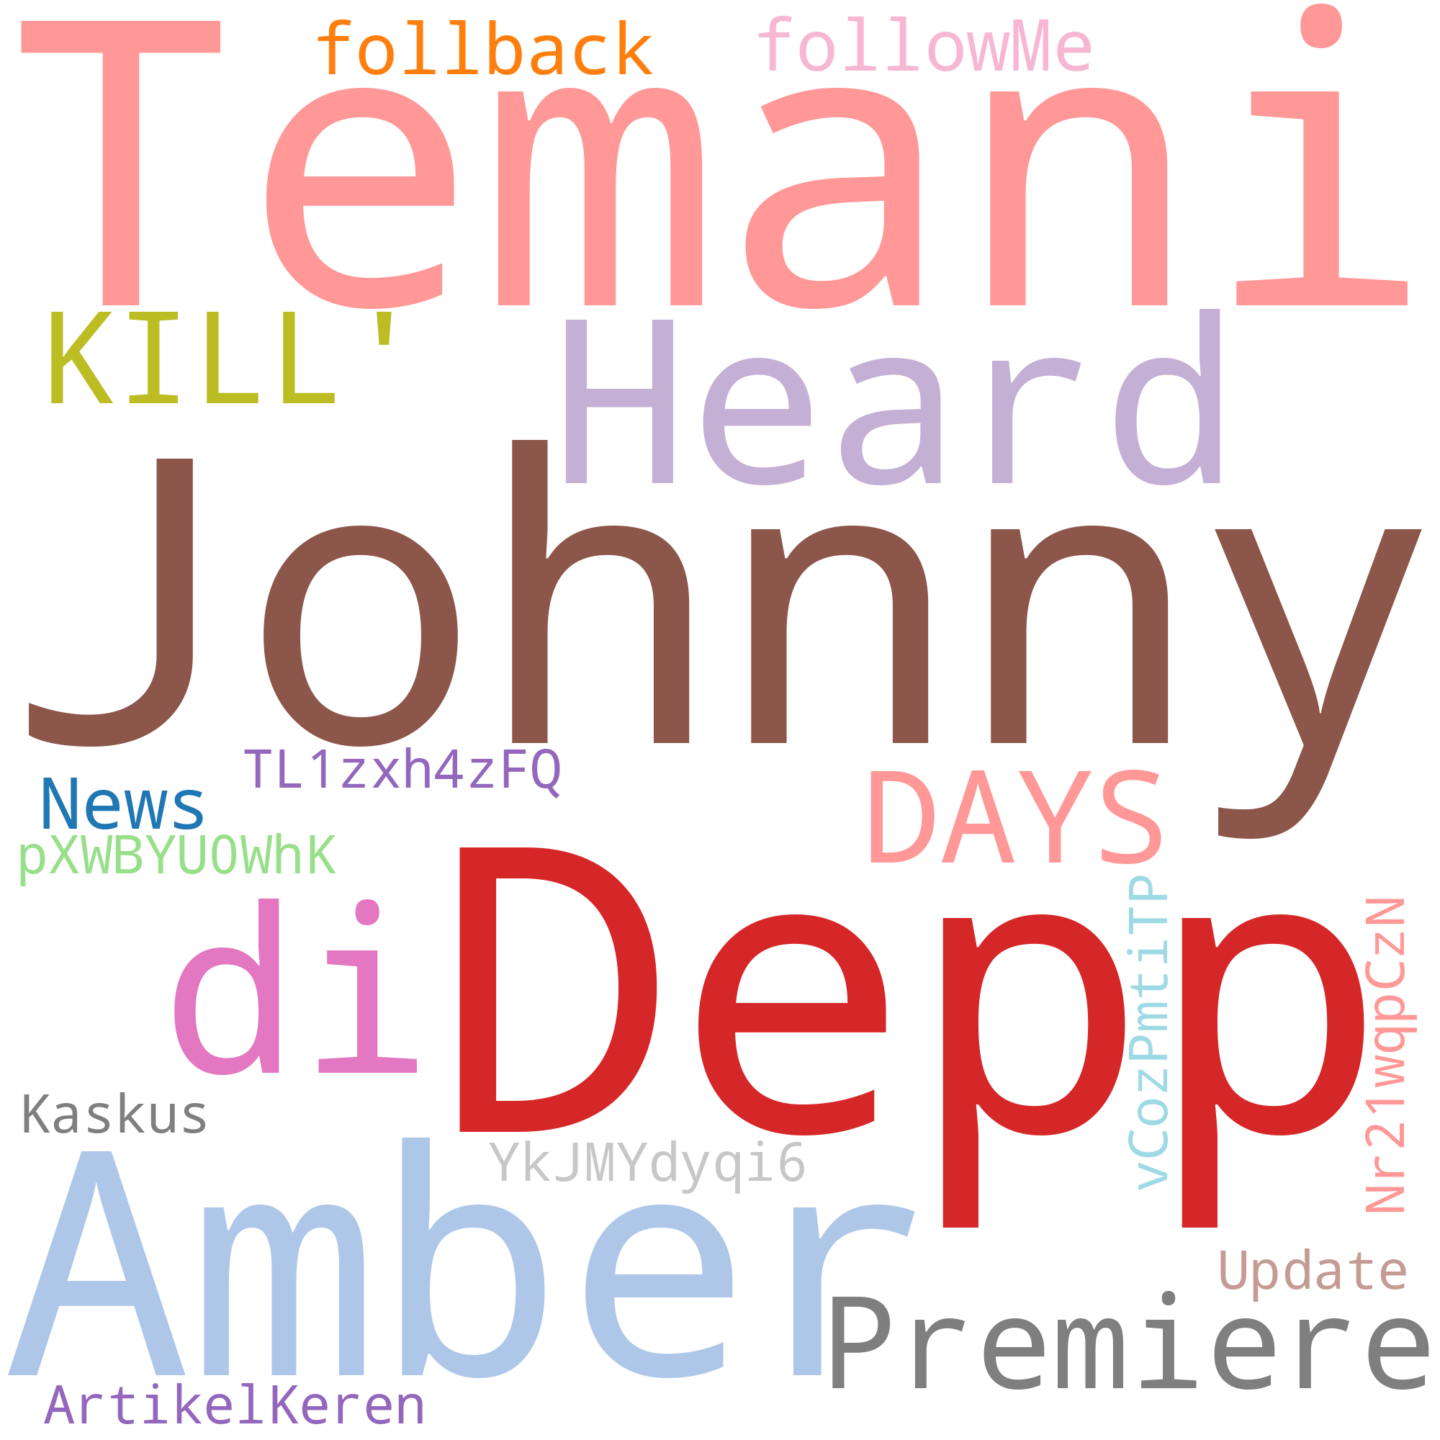 Temani
follback
followMe
KILL'
Heard
Johnny
TL1zxh4zFQ
News
DAYS
pXWBYU0WhK
di
Depp
vCozPmtiTP
Nr21wqpCzN
Kaskus
YkJMYdyqi6
Amber
Update
Premiere
ArtikelKeren